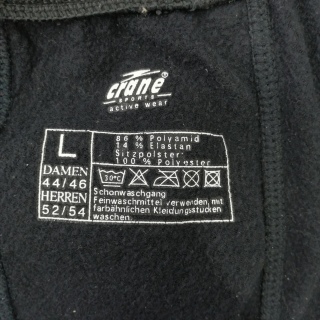 crane
SPORTS
active wear
L
DAMEN
44/46
HERREN
52/54
86 % Polyamid
14 % Elastan
Sitzpolster:
100 % Polyester
30°C
Schonwaschgang
Feinwaschmittel verwenden, mit
farbähnlichen Kleidungsstücken
waschen.